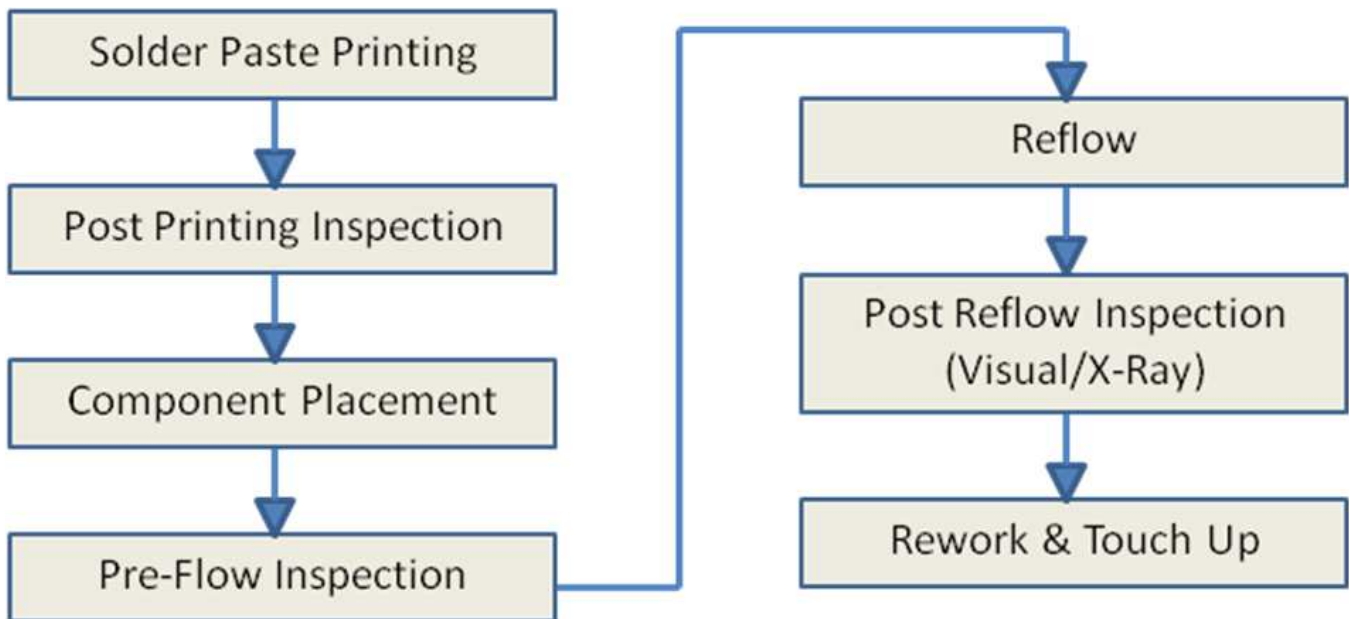 Solder Paste Printing
Post Printing Inspection
Component Placement
Pre-Flow Inspection
Reflow
Post Reflow Inspection
(Visual/X-Ray)
Rework & Touch Up